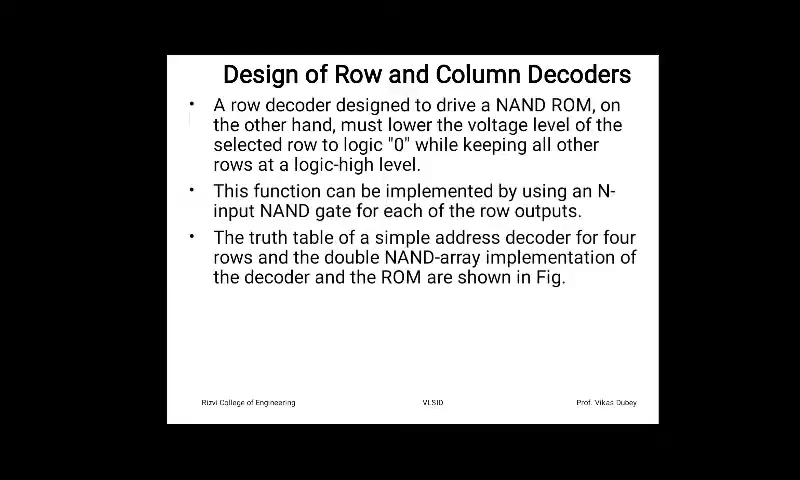 Design of Row and Column Decoders
• A row decoder designed to drive a NAND ROM, on
the other hand, must lower the voltage level of the
selected row to logic "0" while keeping all other
rows at a logic-high level.
• This function can be implemented by using an N-
input NAND gate for each of the row outputs.
• The truth table of a simple address decoder for four
rows and the double NAND-array implementation of
the decoder and the ROM are shown in Fig.
Rizvi College of Engineering VLSID Prof. Vikas Dubey